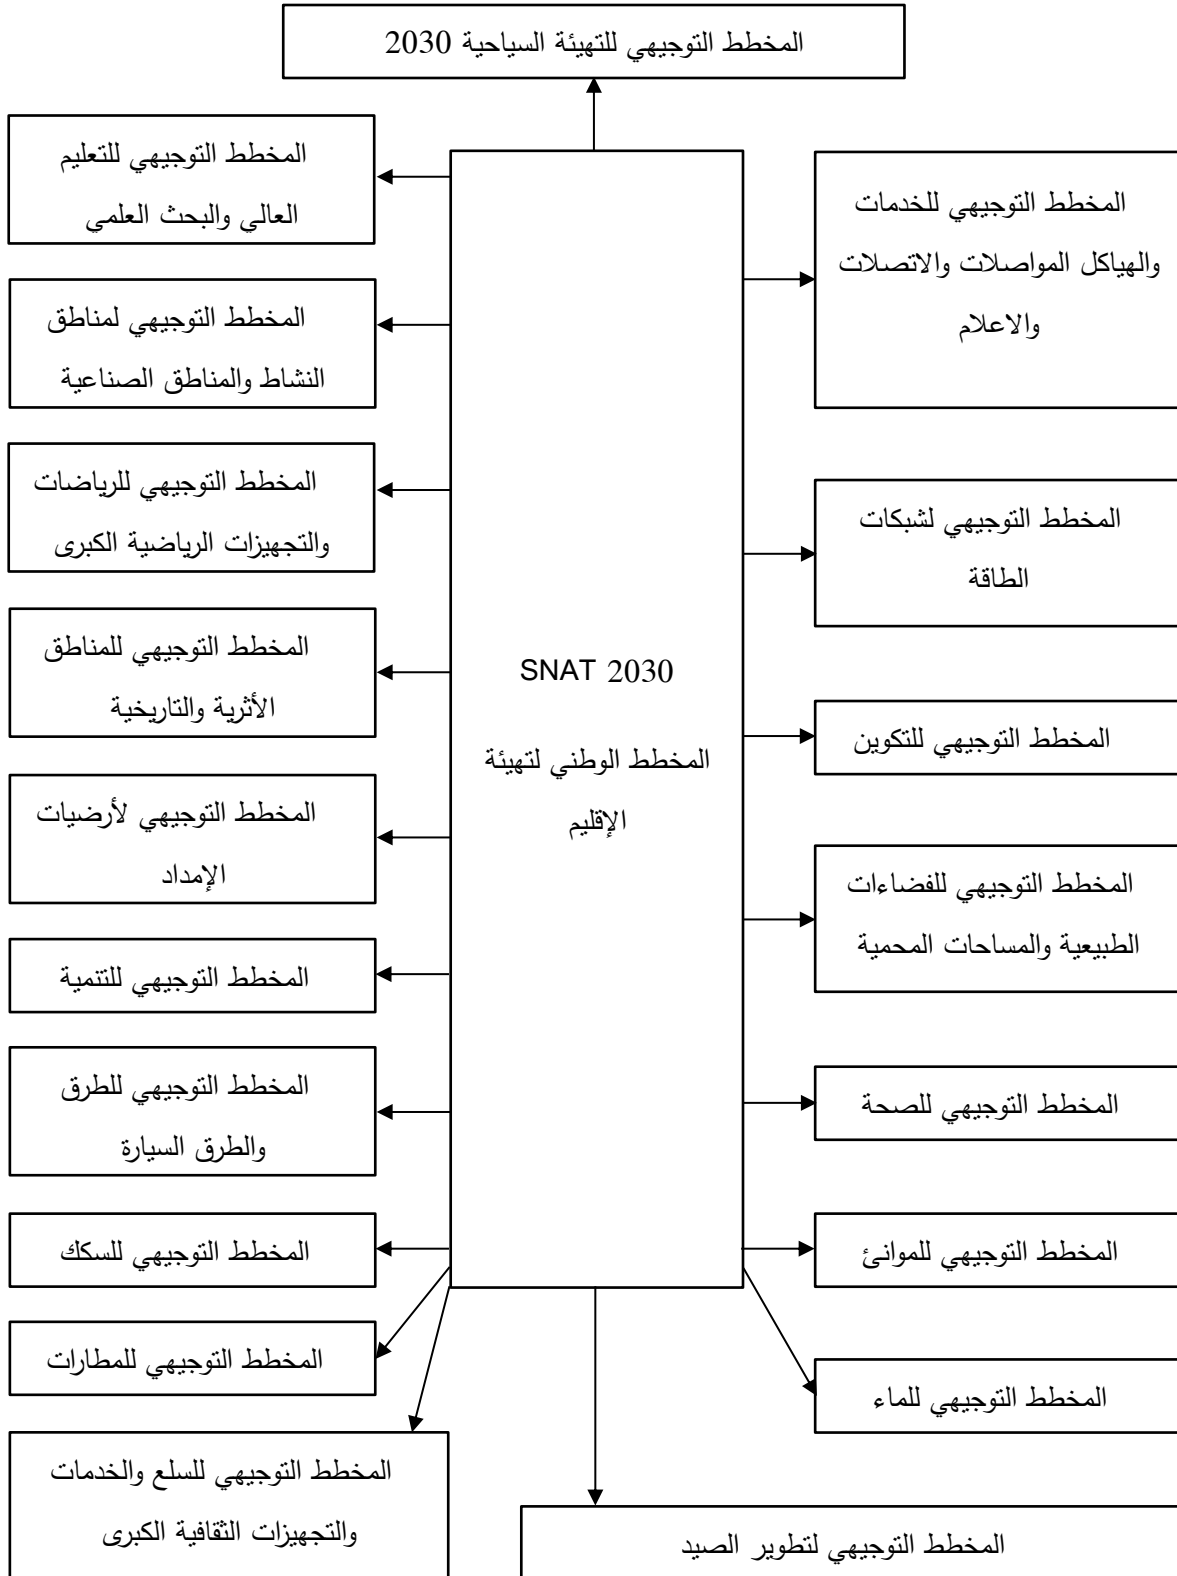 المخطط التوجيهي للتهيئة السياحية 2030
المخطط التوجيهي للخدمات
والهياكل المواصلات والاتصلات
والاعلام
المخطط التوجيهي لشبكات
الطاقة
المخطط التوجيهي للتكوين
المخطط التوجيهي للفضاءات
الطبيعية والمساحات المحمية
المخطط التوجيهي للصحة
المخطط التوجيهي للموانئ
المخطط التوجيهي للماء
SNAT 2030
المخطط الوطني لتهيئة
الإقليم
المخطط التوجيهي للتعليم
العالي والبحث العلمي
المخطط التوجيهي لمناطق
النشاط والمناطق الصناعية
المخطط التوجيهي للرياضات
والتجهيزات الرياضية الكبرى
المخطط التوجيهي للمناطق
الأثرية والتاريخية
المخطط التوجيهي لأرضيات
الإمداد
المخطط التوجيهي للتنمية
المخطط التوجيهي للطرق
والطرق السيارة
المخطط التوجيهي للسكك
المخطط التوجيهي للمطارات
المخطط التوجيهي للسلع والخدمات
والتجهيزات الثقافية الكبرى
المخطط التوجيهي لتطوير الصيد